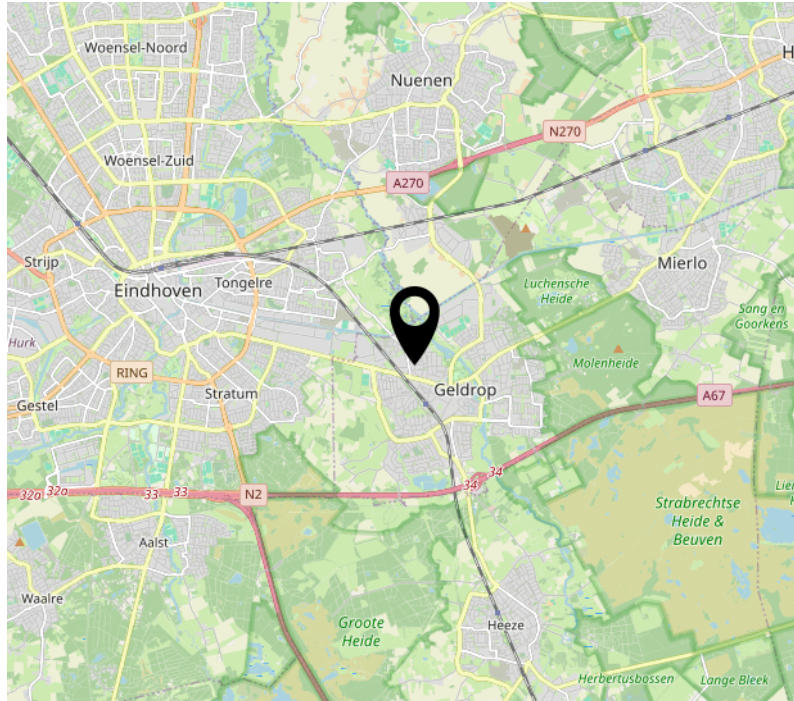 Woensel-Noord
Nuenen
H
N270
Woensel-Zuid
A270
Strijp
Tongelre
Mierlo
Eindhoven
Luchensche
Heide
Sang en
Goorkens
Hurk
RING
Molenheide
Stratum
Geldrop
A67
Gestel
34
34
32a
32a
33
33
N2
Strabrechtse
Heide &
Beuven
Aalst
Waalre
Groote
Heide
Heeze
Herbertusbossen
Lange Bleek